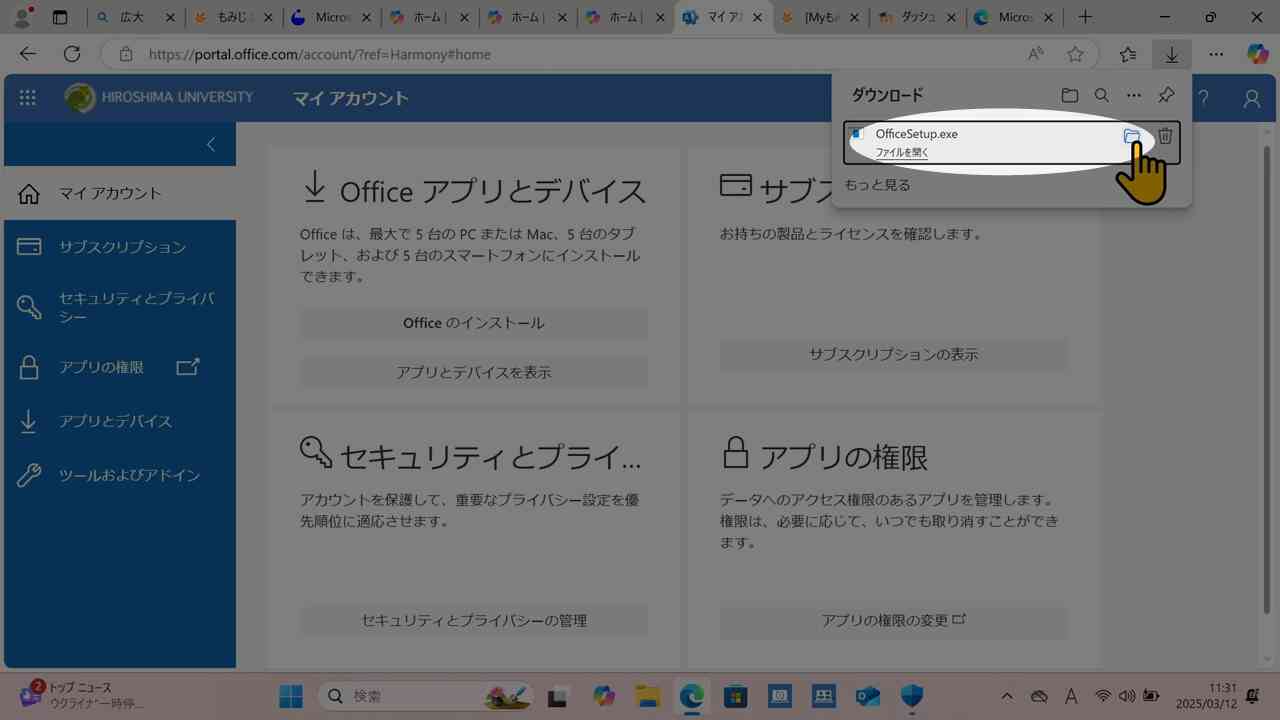 広大
もみじ
Micros
ホーム |
ホーム |
ホーム |
マイ ア
[Myも
ダッシュ
Micros
https://portal.office.com/account/?ref=Harmony#home
HIROSHIMA UNIVERSITY
マイ アカウント
?
ダウンロード
OfficeSetup.exe
ファイルを開く
もっと見る
マイ アカウント
サブスクリプション
セキュリティとプライバ
シー
アプリの権限
アプリとデバイス
ツールおよびアドイン
Office アプリとデバイス
Office は、最大で 5 台の PC または Mac、5 台のタブ
レット、および 5 台のスマートフォンにインストール
できます。
Office のインストール
アプリとデバイスを表示
サブス
お持ちの製品とライセンスを確認します。
サブスクリプションの表示
セキュリティとプライ...
アカウントを保護して、重要なプライバシー設定を優
先順位に適応させます。
セキュリティとプライバシーの管理
アプリの権限
データへのアクセス権限のあるアプリを管理します。
権限は、必要に応じて、いつでも取り消すことができ
ます。
アプリの権限の変更
2
トップ ニュース
ウクライナ"一時停...
検索
A
11:31
2025/03/12